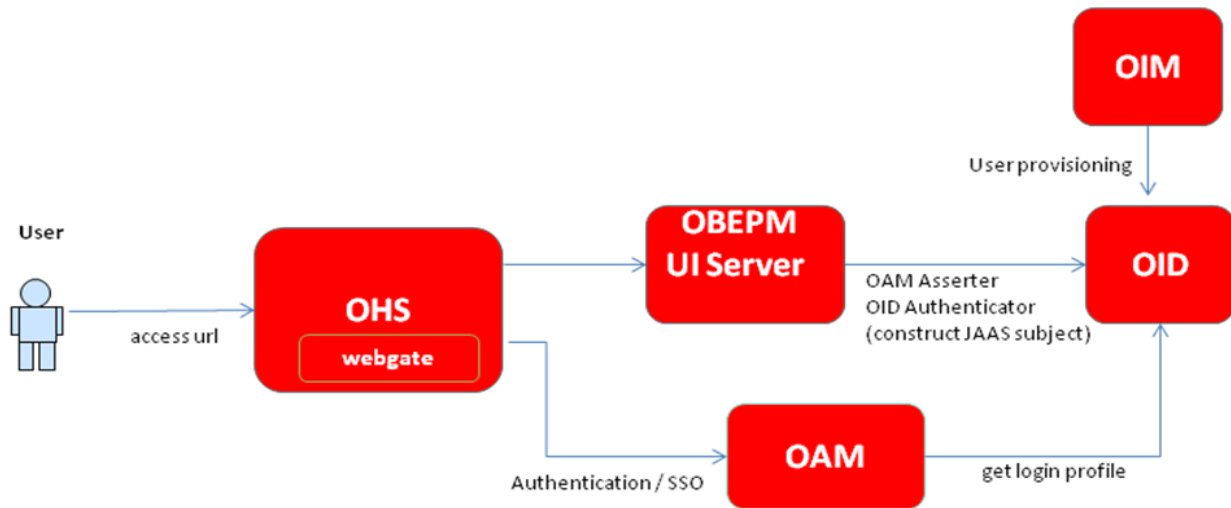 OIM
User provisioning
User
access url
OHS
webgate
OBEPM
UI Server
OAM Asserter
OID Authenticator
(construct JAAS subject)
OID
Authentication / SSO
OAM
get login profile